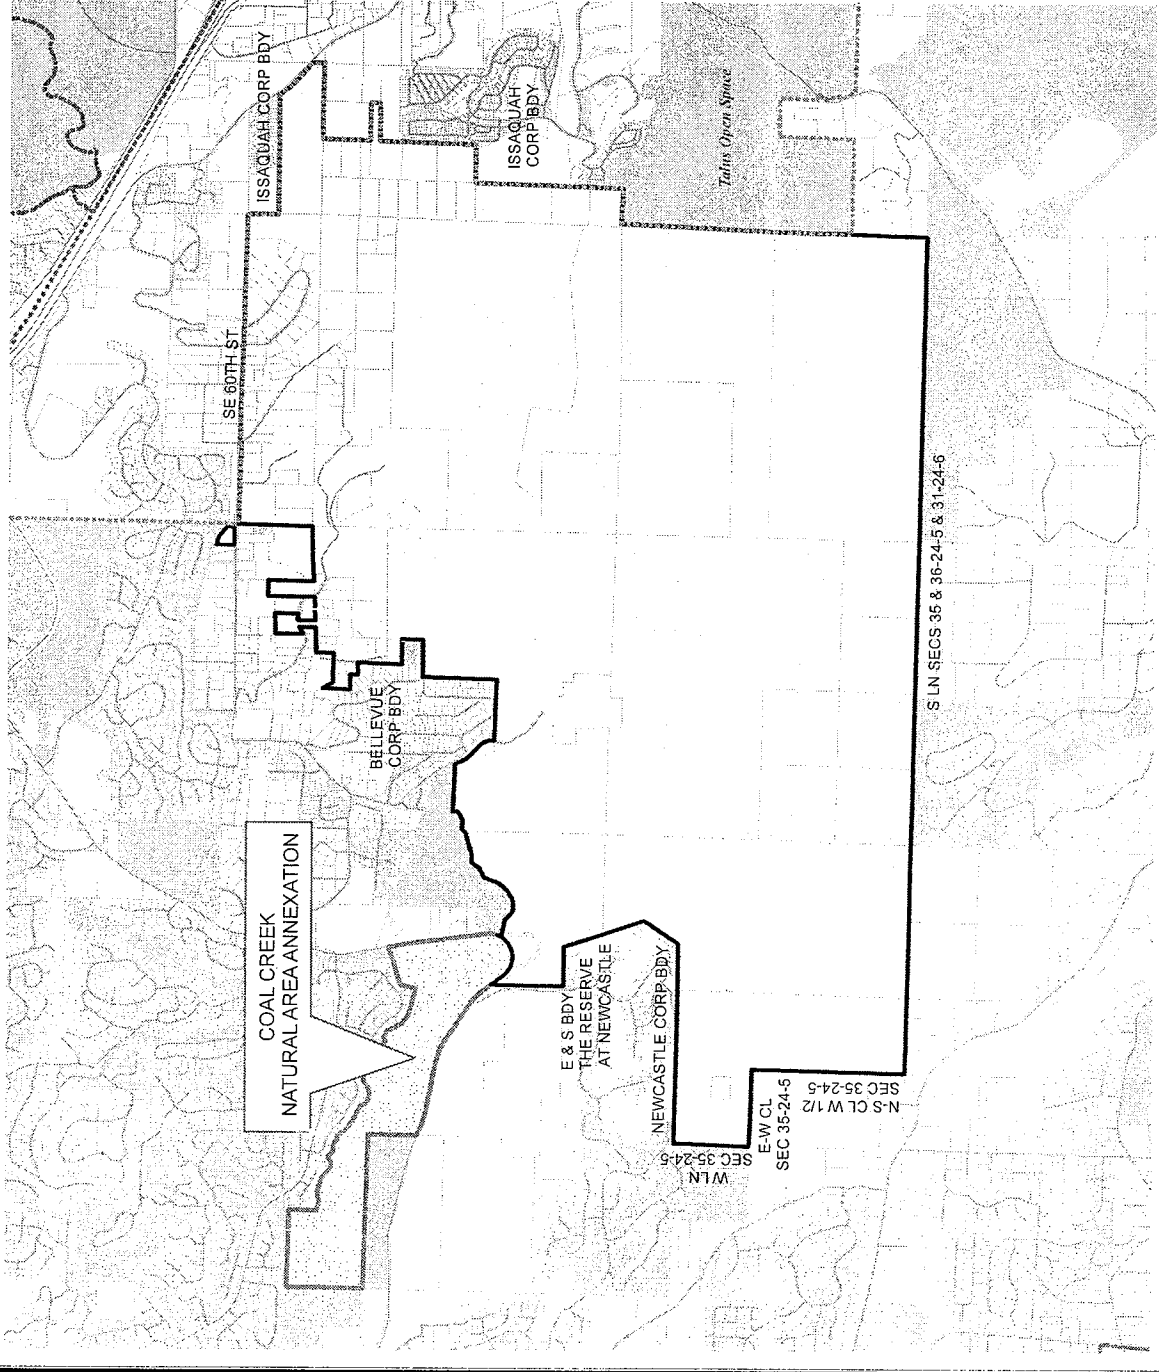 ISSAQUAH CORP BDY
ISSAQUAH
CORP BDY
Talus Open Space
SE 60TH ST
BELLEVUE
CORP BDY
COAL CREEK
NATURAL AREA ANNEXATION
E & S BDY
THE RESERVE
AT NEWCASTLE
NEWCASTLE CORP BDY
W LN
SEC 35-24-5
E-W CL
SEC 35-24-5
N-S CL W 1/2
SEC 35-24-5
S LN SECS 35 & 36-24-5 & 31-24-6